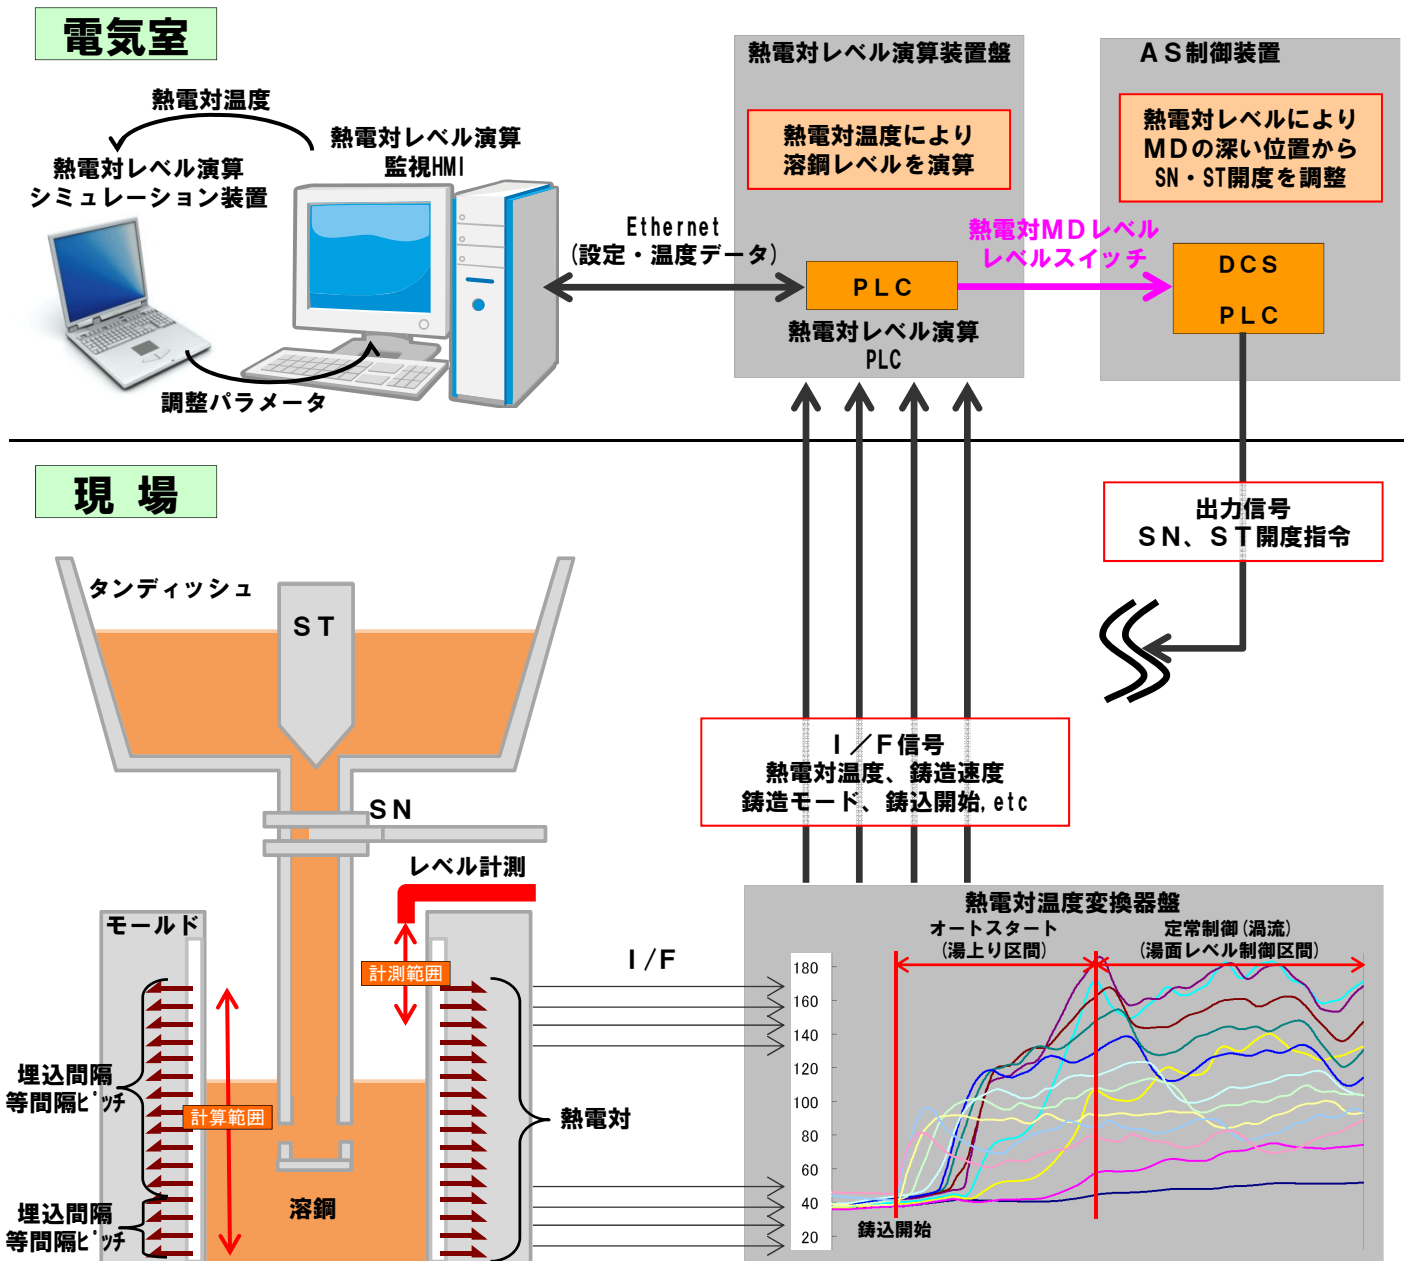 電気室
熱電対温度
熱電対レベル演算
シミュレーション装置
熱電対レベル演算
監視HMI
調整パラメータ
Ethernet
(設定・温度データ)
熱電対レベル演算装置盤
熱電対温度により
溶鋼レベルを演算
PLC
熱電対レベル演算
PLC
熱電対MDレベル
レベルスイッチ
AS制御装置
熱電対レベルにより
MDの深い位置から
SN・ST開度を調整
DCS
PLC
現場
出力信号
SN、ST開度指令
タンディッシュ
ST
SN
I/F信号
熱電対温度、鋳造速度
鋳造モード、鋳込開始,etc
レベル計測
モールド
計測範囲
I/F
埋込間隔
等間隔ピッチ
計算範囲
熱電対
埋込間隔
等間隔ピッチ
溶鋼
熱電対温度変換器盤
オートスタート
(湯上り区間)
定常制御(渦流)
(湯面レベル制御区間)
180
160
140
120
100
80
60
40
20
鋳込開始